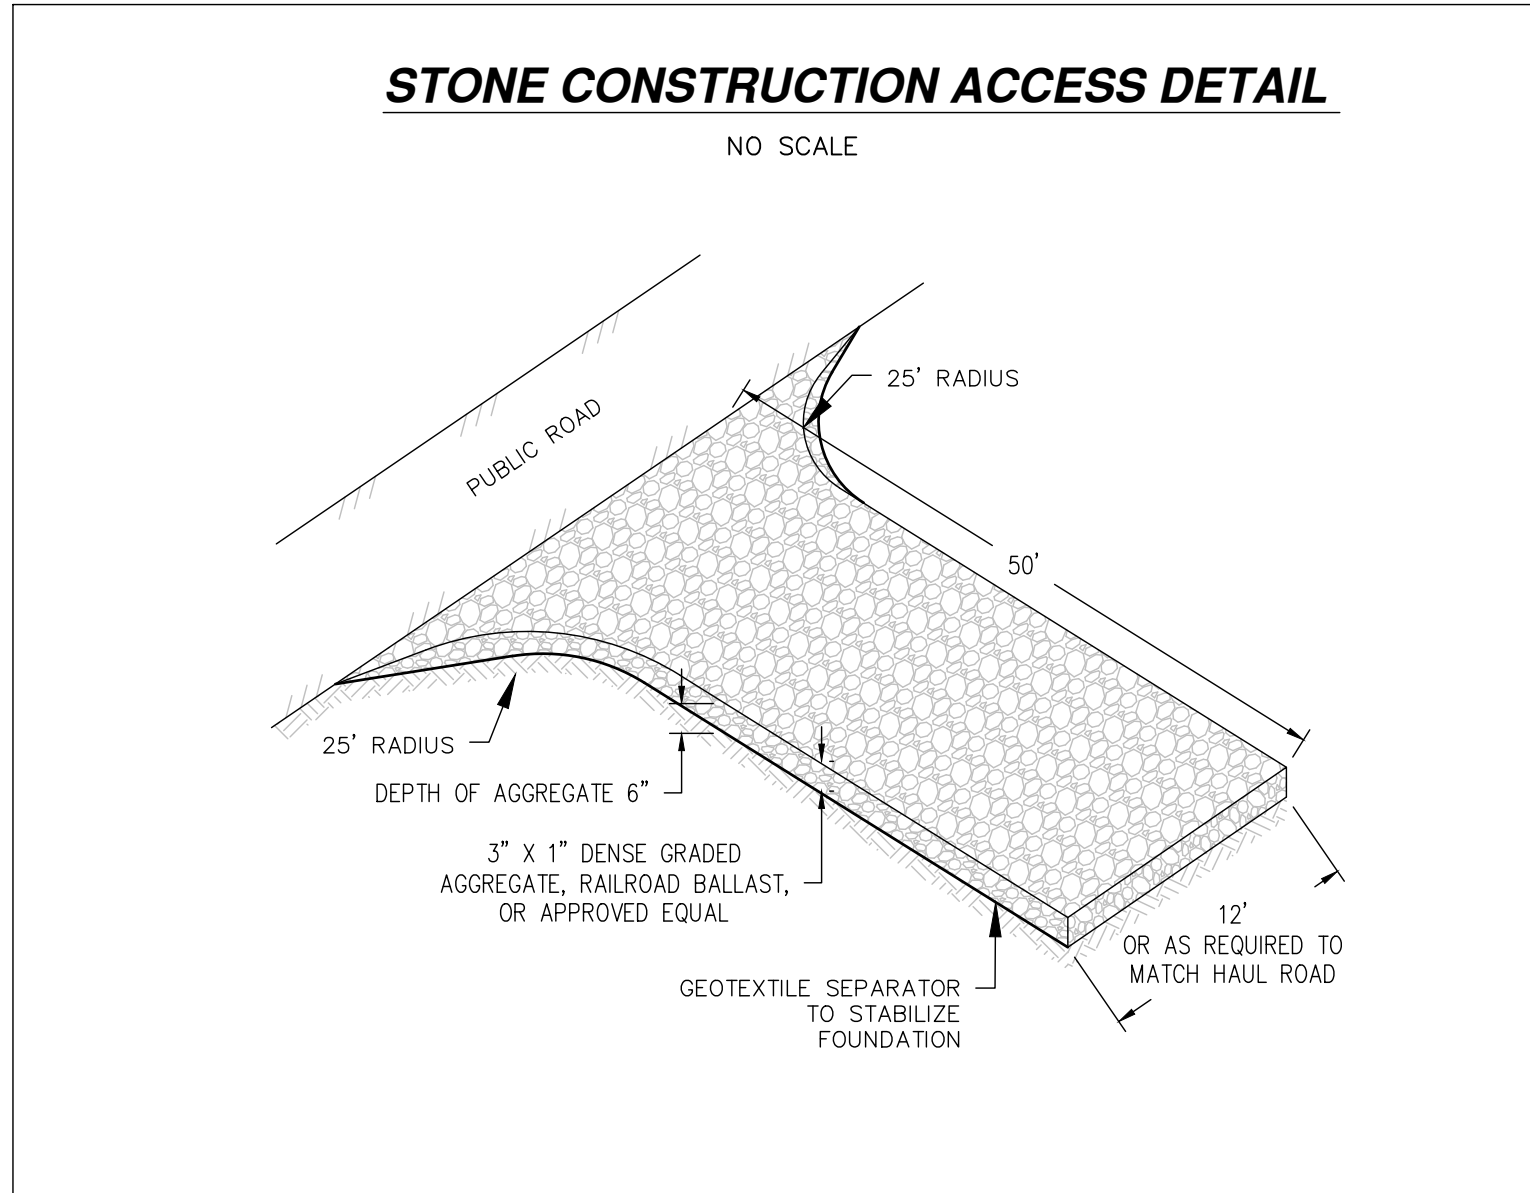 STONE CONSTRUCTION ACCESS DETAIL
NO SCALE
25' RADIUS
PUBLIC ROAD
50'
25' RADIUS
DEPTH OF AGGREGATE 6"
3" X 1" DENSE GRADED
AGGREGATE, RAILROAD BALLAST,
OR APPROVED EQUAL
12'
OR AS REQUIRED TO
MATCH HAUL ROAD
GEOTEXTILE SEPARATOR
TO STABILIZE
FOUNDATION